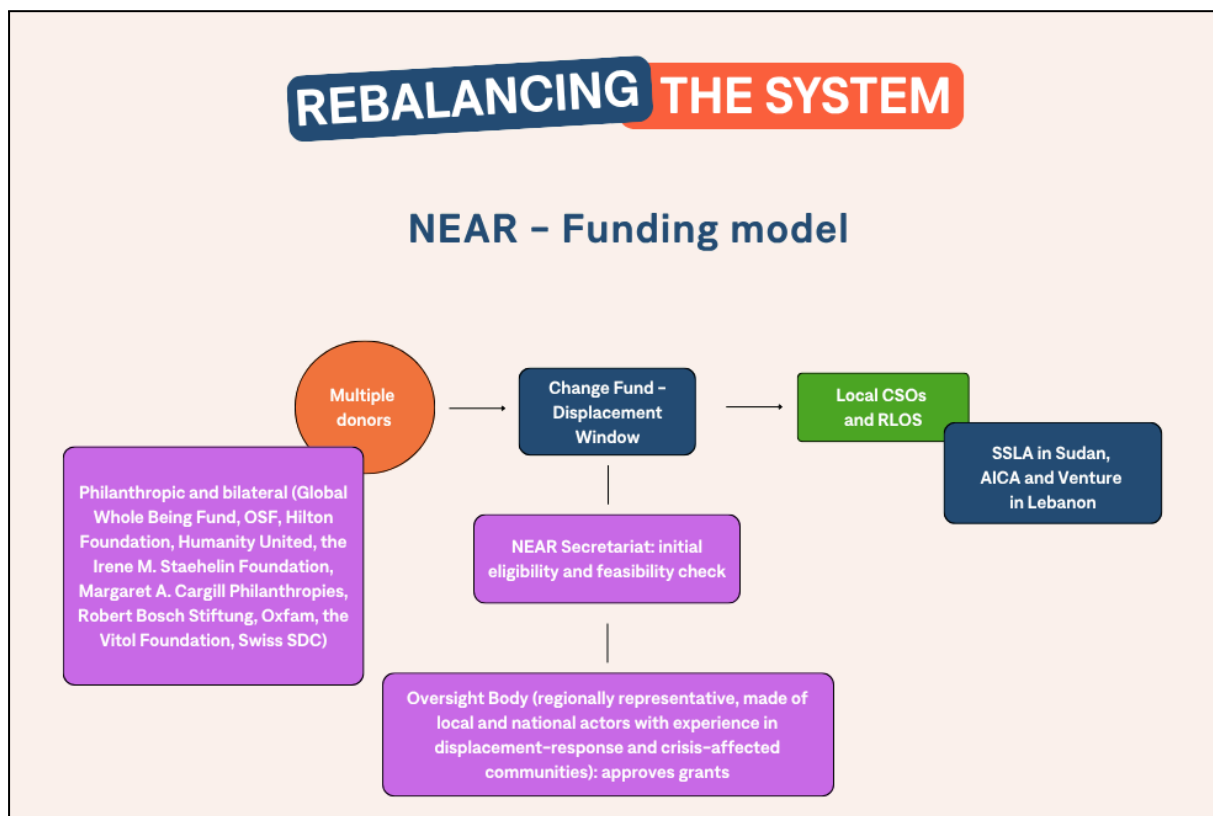 REBALANCING THE SYSTEM
NEAR - Funding model
Multiple
donors
Change Fund -
Displacement
Window
Local CSOs
and RLOS
SSLA in Sudan,
AICA and Venture
in Lebanon
Philanthropic and bilateral (Global
Whole Being Fund, OSF, Hilton
Foundation, Humanity United, the
Irene M. Staehelin Foundation,
Margaret A. Cargill Philanthropies,
Robert Bosch Stiftung, Oxfam, the
Vitol Foundation, Swiss SDC)
NEAR Secretariat: initial
eligibility and feasibility check
Oversight Body (regionally representative, made of
local and national actors with experience in
displacement-response and crisis-affected
communities): approves grants